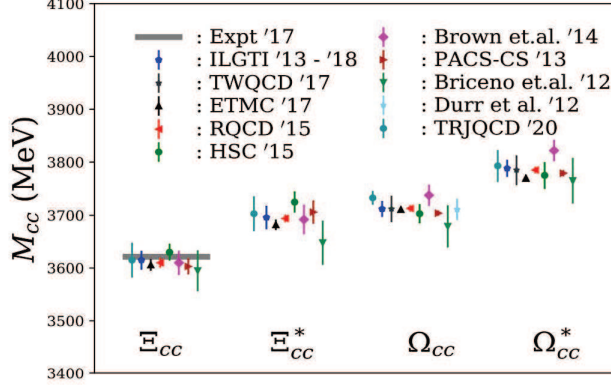 4100
4000
3900
3800
3700
3600
3500
3400
M_cc (MeV)
: Expt '17
: ILGTI '13 - '18
: TWQCD '17
: ETMC '17
: RQCD '15
: HSC '15
: Brown et.al. '14
: PACS-CS '13
: Briceno et.al. '12
: Durr et al. '12
: TRJQCD '20
Ξ_cc Ξ*_cc Ω_cc Ω*_cc